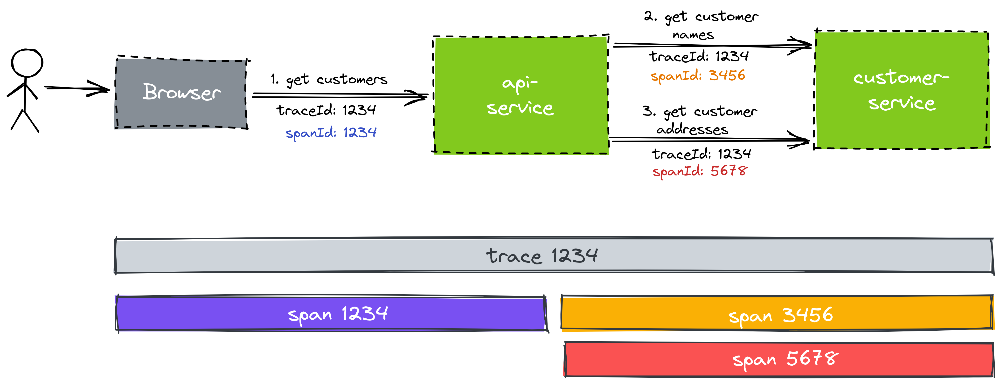 Browser
1. get customers
traceId: 1234
spanId: 1234
api-
service
2. get customer
names
traceId: 1234
spanId: 3456
3. get customer
addresses
traceId: 1234
spanId: 5678
customer-
service
trace 1234
span 1234
span 3456
span 5678